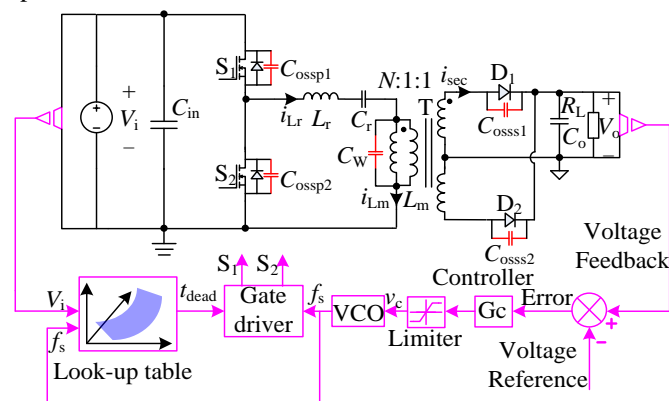 S1
Cossp1
+
Vi
−
Cin
iLr
Lr
Cr
N:1:1
T
isec
D1
Cosss1
RL
Co
+
Vo
−
S2
Cossp2
CW
iLm
Lm
D2
Cosss2
Voltage
Feedback
S1
S2
Vi
fs
tdead
Gate
driver
fs
VCO
vc
Limiter
Controller
Gc
Error
+
−
Voltage
Reference
Look-up table